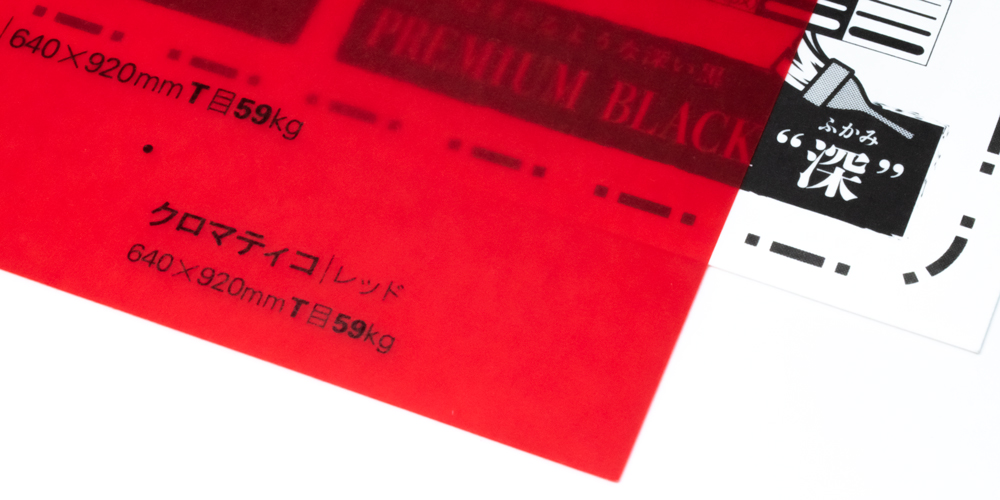 640×920mm T目59kg
クロマティコ|レッド
640×920mm T目59kg
PREMIUM BLACK
ふかみ
“深”